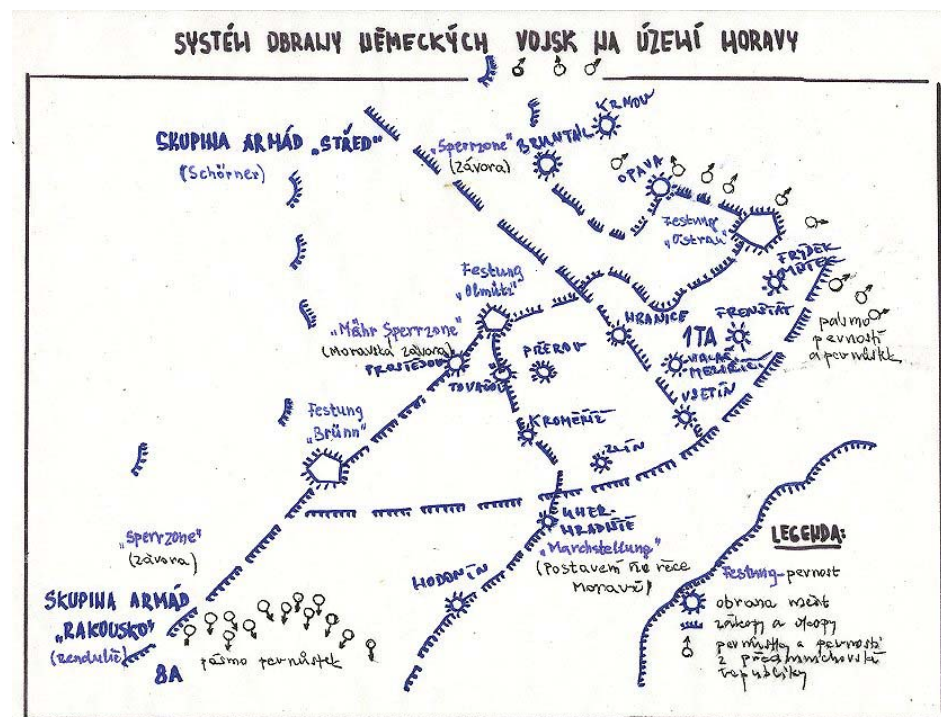 SYSTÉM OBRANY NĚMECKÝCH VOJSK NA ÚZEMÍ MORAVY
KRNOV
SKUPINA ARMÁD „STŘED"
(Schörner)
„Sperrzone"
(závora)
BRUNTÁL
OPAVA
Festung
„Ostrau"
FRÝDEK
MÍSTEK
Festung
„Olmütz"
„Mähr Sperrzone"
(Moravská závora)
PROSTĚJOV
HRANICE
FRENŠTÁT
1TA
pásmo
pevností
a pevnůstek
TOVAČOV
PŘEROV
VALAŠ.
MEZIŘÍČÍ
VSETÍN
Festung
„Brünn"
KROMĚŘÍŽ
ZLÍN
UHER.
HRADIŠTĚ
„Marchstellung"
(Postavení na řece
Moravě)
„Sperrzone"
(závora)
HODONÍN
SKUPINA ARMÁD
„RAKOUSKO"
(Rendulic)
8A
pásmo pevnůstek
LEGENDA:
Festung-pevnost
obrana měst
zákopy a okopy
pevnůstky a pevnosti
z předmnichovské
republiky